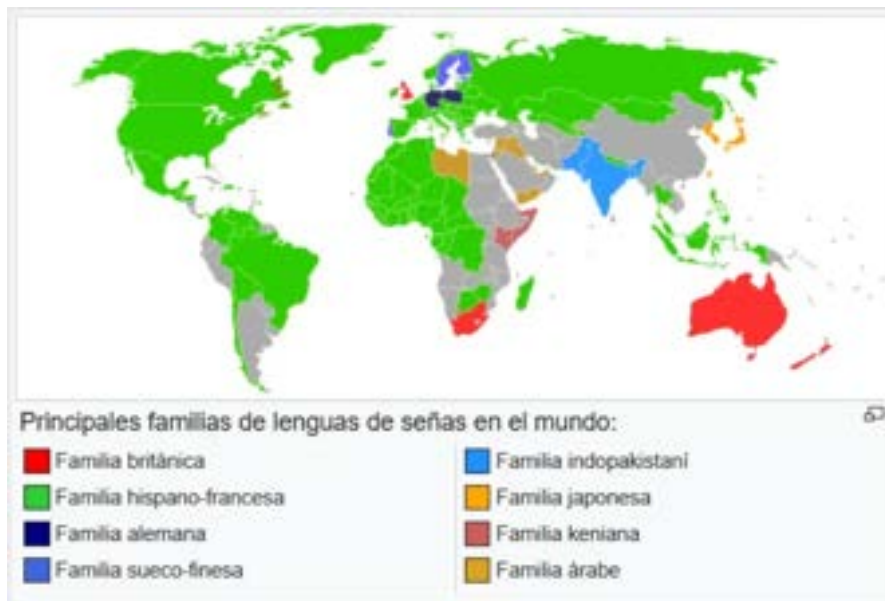 Principales familias de lenguas de señas en el mundo:
Familia británica
Familia hispano-francesa
Familia alemana
Familia sueco-finesa
Familia indopakistaní
Familia japonesa
Familia keniana
Familia árabe